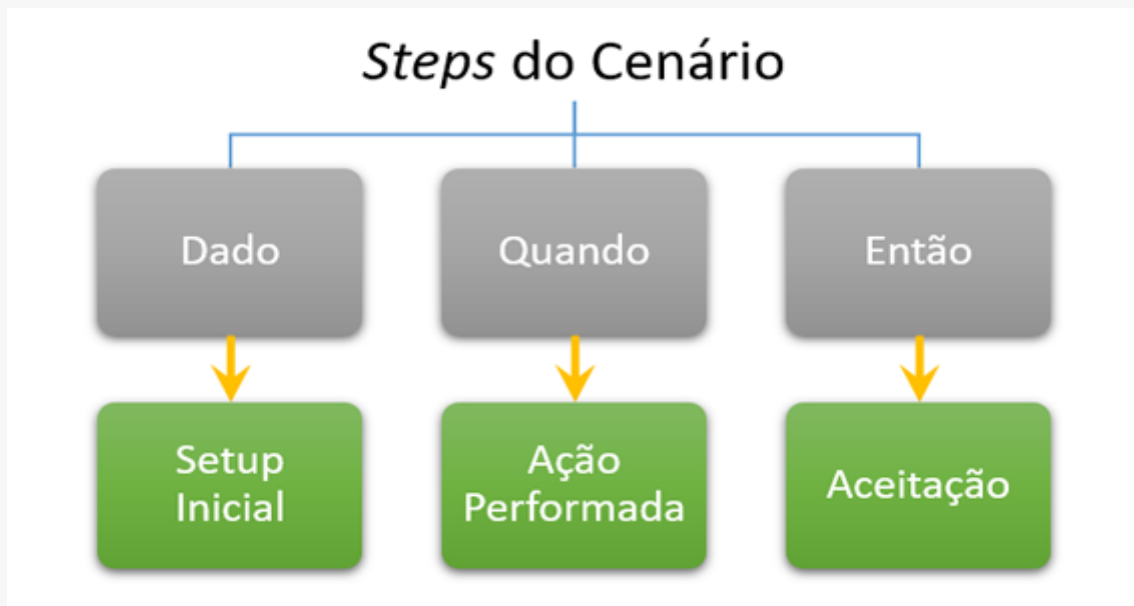 Steps do Cenário
Dado
Quando
Então
Setup
Inicial
Ação
Performada
Aceitação